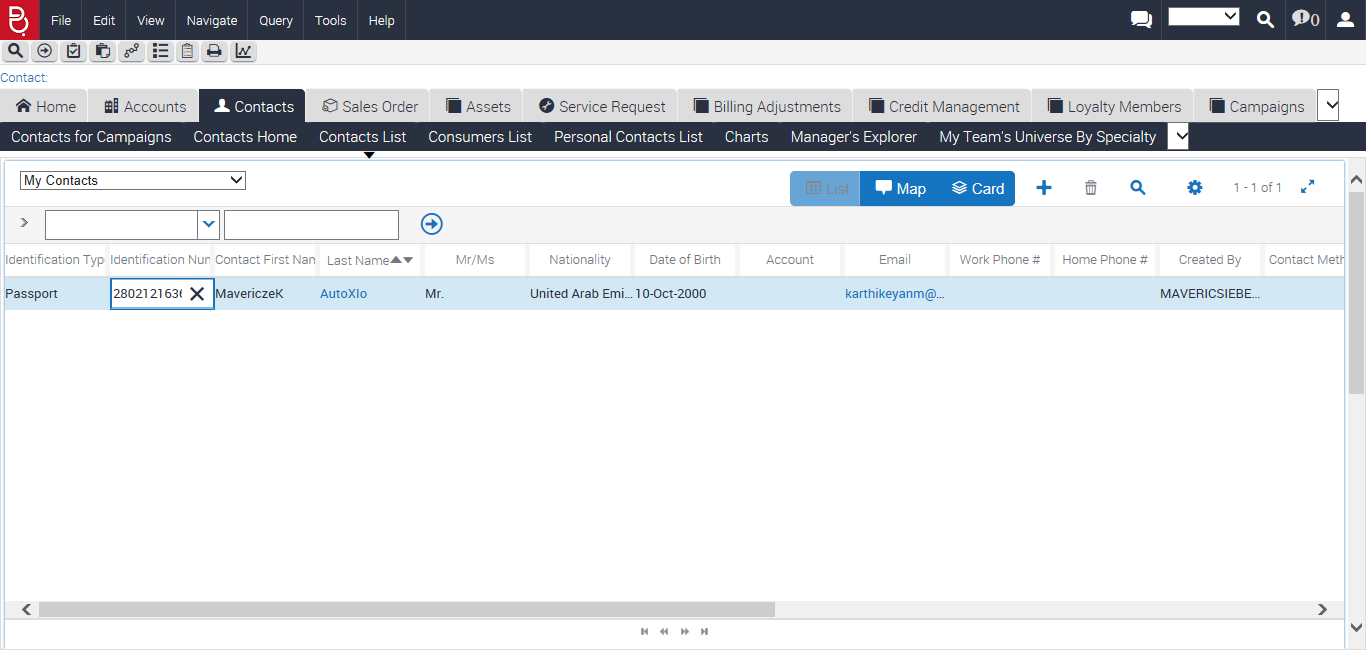 File Edit View Navigate Query Tools Help
0
Contact:
Home Accounts Contacts Sales Order Assets Service Request Billing Adjustments Credit Management Loyalty Members Campaigns
Contacts for Campaigns Contacts Home Contacts List Consumers List Personal Contacts List Charts Manager's Explorer My Team's Universe By Specialty
My Contacts
List Map Card 1 - 1 of 1
Identification Typ Identification Nun Contact First Nan Last Name Mr/Ms Nationality Date of Birth Account Email Work Phone # Home Phone # Created By Contact Meth
Passport 280212163 MavericzeK AutoXIo Mr. United Arab Emi... 10-Oct-2000 karthikeyanm@... MAVERICSIEBE...